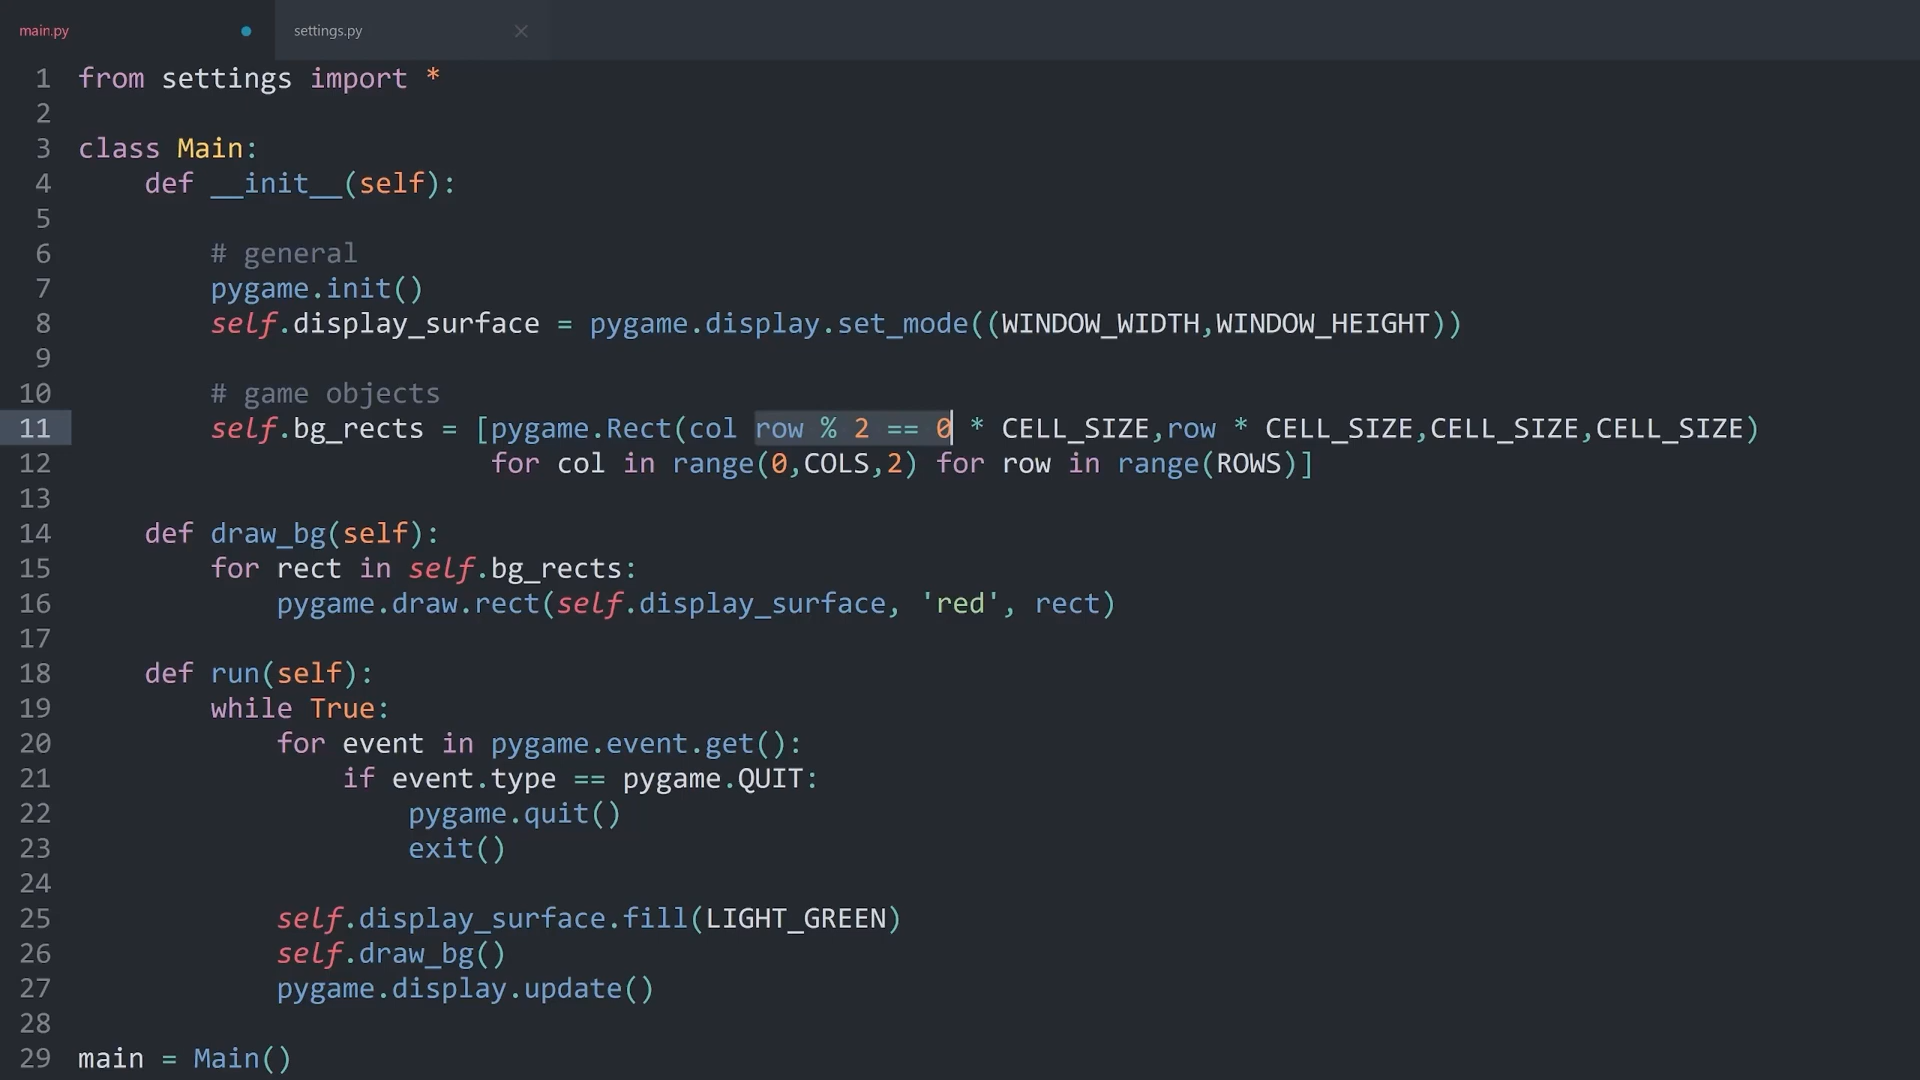 main.py
settings.py
1 from settings import *
2
3 class Main:
4     def __init__(self):
5
6         # general
7         pygame.init()
8         self.display_surface = pygame.display.set_mode((WINDOW_WIDTH,WINDOW_HEIGHT))
9
10         # game objects
11         self.bg_rects = [pygame.Rect(col row % 2 == 0 * CELL_SIZE,row * CELL_SIZE,CELL_SIZE,CELL_SIZE)
12                          for col in range(0,COLS,2) for row in range(ROWS)]
13
14     def draw_bg(self):
15         for rect in self.bg_rects:
16             pygame.draw.rect(self.display_surface, 'red', rect)
17
18     def run(self):
19         while True:
20             for event in pygame.event.get():
21                 if event.type == pygame.QUIT:
22                     pygame.quit()
23                     exit()
24
25             self.display_surface.fill(LIGHT_GREEN)
26             self.draw_bg()
27             pygame.display.update()
28
29 main = Main()